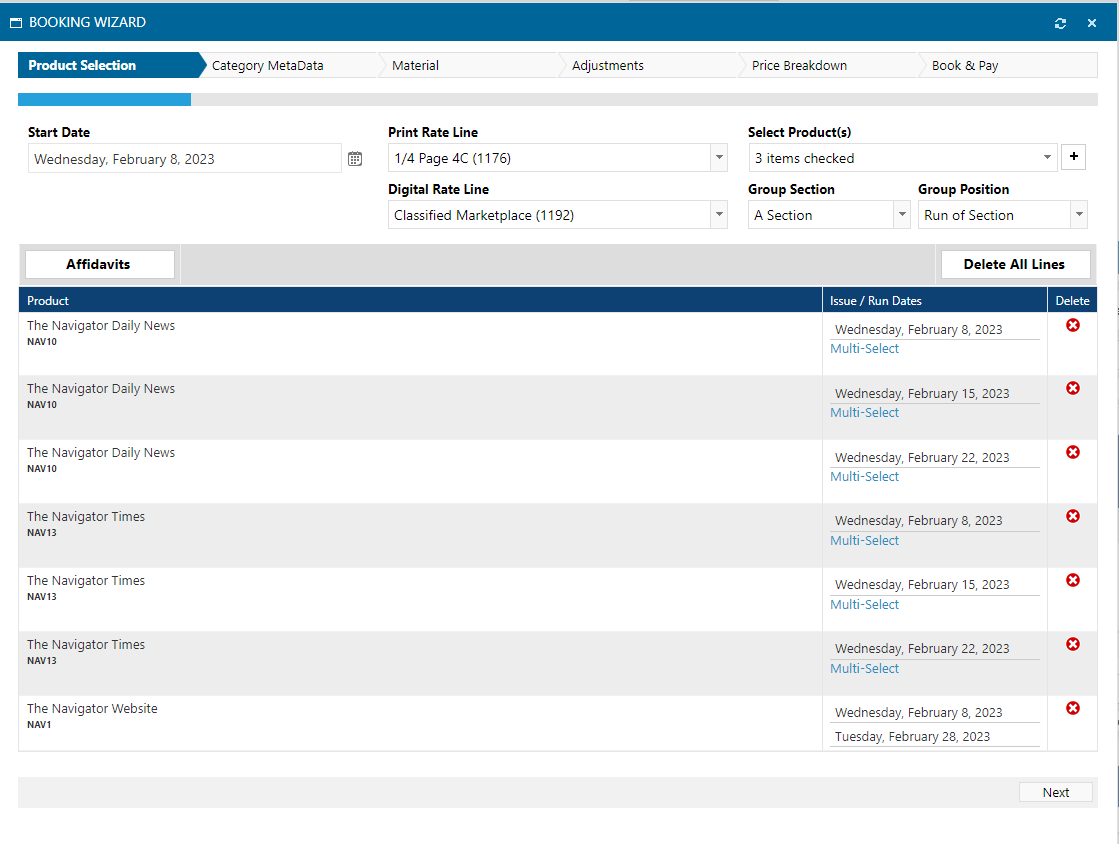 BOOKING WIZARD
Product Selection Category MetaData Material Adjustments Price Breakdown Book & Pay
Start Date Print Rate Line Select Product(s)
Wednesday, February 8, 2023 1/4 Page 4C (1176) 3 items checked +
Digital Rate Line Group Section Group Position
Classified Marketplace (1192) A Section Run of Section
Affidavits Delete All Lines
Product Issue / Run Dates Delete
The Navigator Daily News Wednesday, February 8, 2023
NAV10 Multi-Select
The Navigator Daily News Wednesday, February 15, 2023
NAV10 Multi-Select
The Navigator Daily News Wednesday, February 22, 2023
NAV10 Multi-Select
The Navigator Times Wednesday, February 8, 2023
NAV13 Multi-Select
The Navigator Times Wednesday, February 15, 2023
NAV13 Multi-Select
The Navigator Times Wednesday, February 22, 2023
NAV13 Multi-Select
The Navigator Website Wednesday, February 8, 2023
NAV1 Tuesday, February 28, 2023
Next